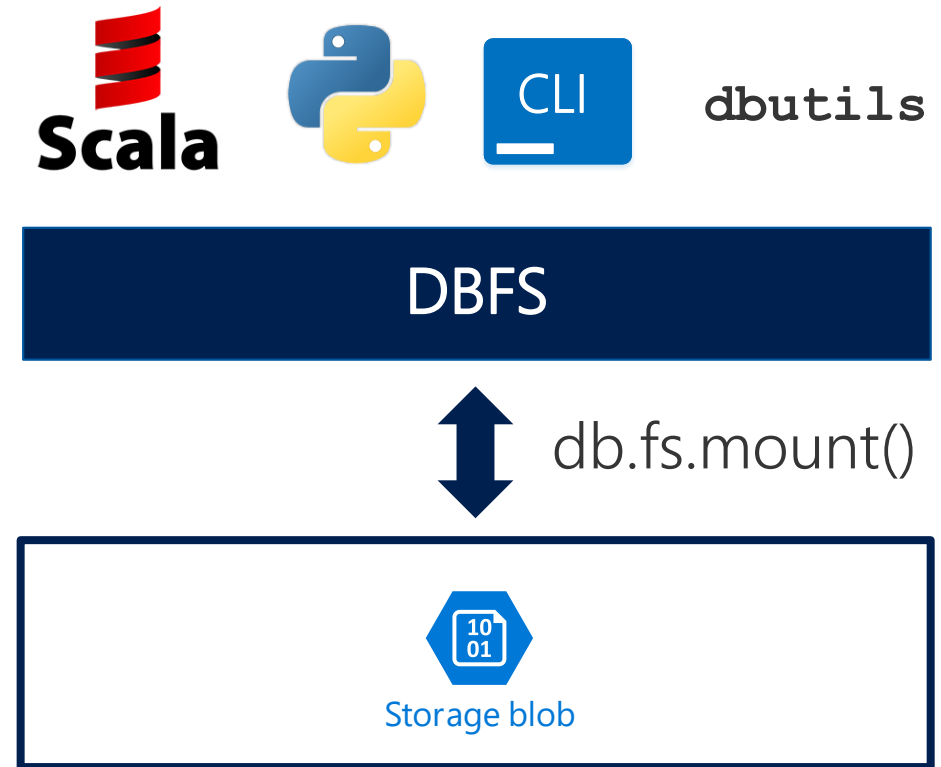 Scala
CLI
dbutils
DBFS
db.fs.mount()
10
01
Storage blob